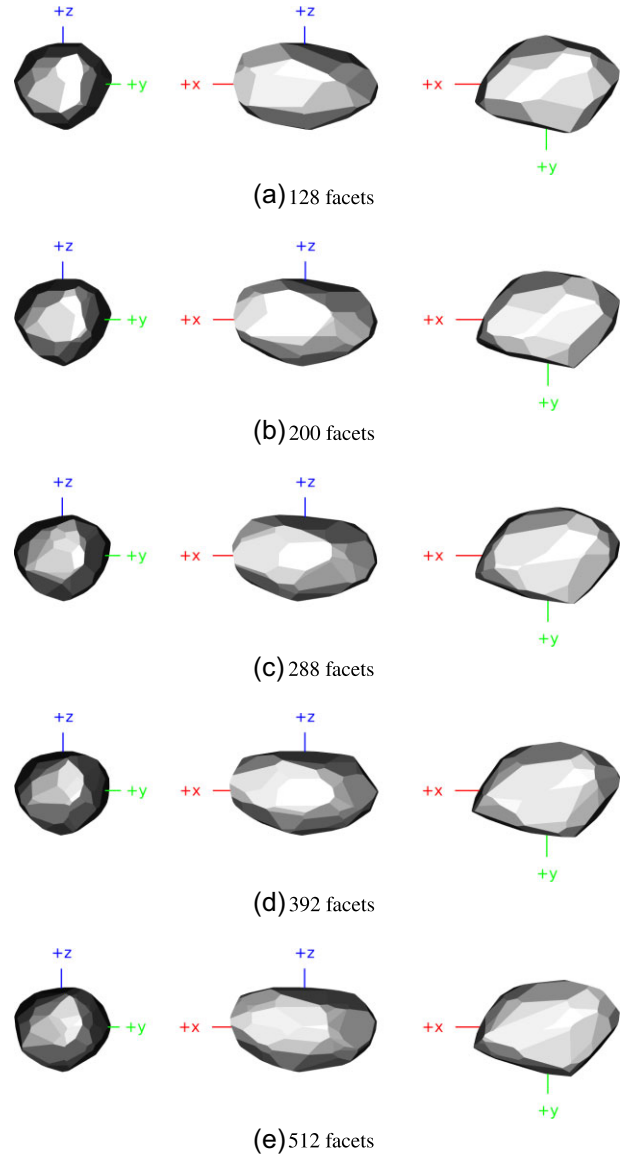 +z +z
+y +x +x
+y
(a) 128 facets
+z +z
+y +x +x
+y
(b) 200 facets
+z +z
+y +x +x
+y
(c) 288 facets
+z +z
+y +x +x
+y
(d) 392 facets
+z +z
+y +x +x
+y
(e) 512 facets